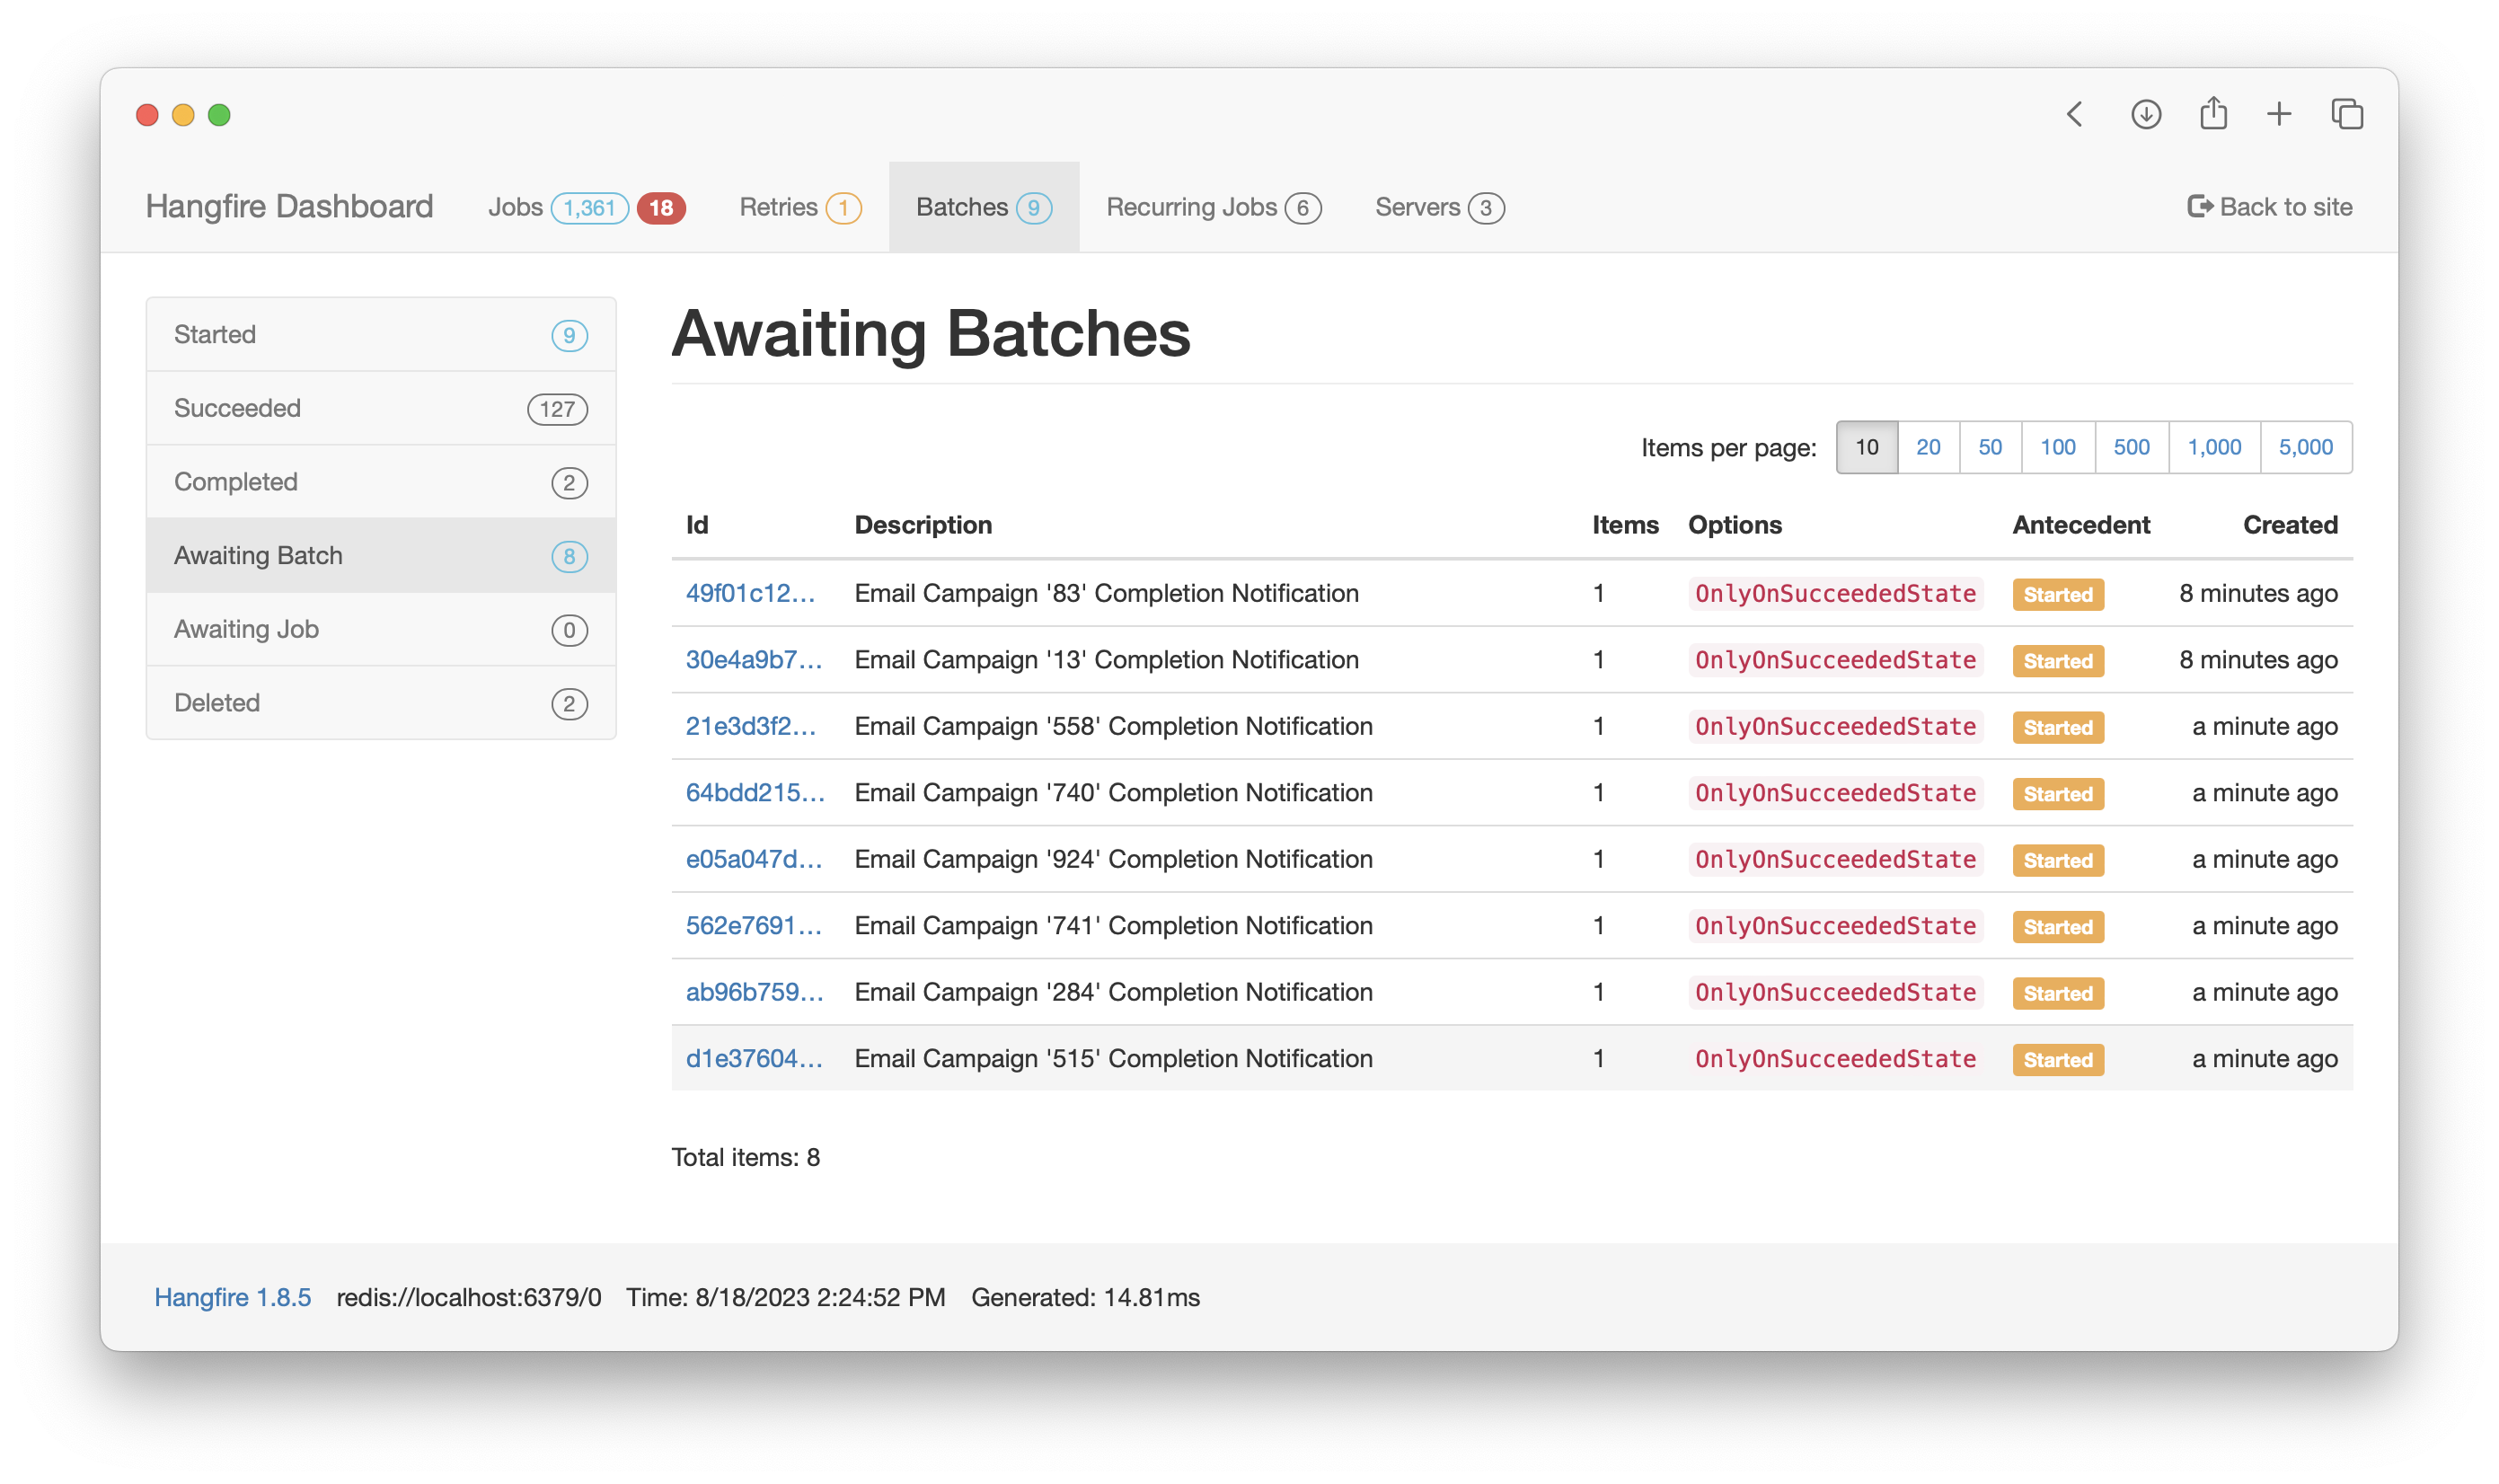 Hangfire Dashboard Jobs 1,361 18 Retries 1 Batches 9 Recurring Jobs 6 Servers 3 Back to site
Started 9
Succeeded 127
Completed 2
Awaiting Batch 8
Awaiting Job 0
Deleted 2
Awaiting Batches
Items per page: 10 20 50 100 500 1,000 5,000
Id Description Items Options Antecedent Created
49f01c12... Email Campaign '83' Completion Notification 1 OnlyOnSucceededState Started 8 minutes ago
30e4a9b7... Email Campaign '13' Completion Notification 1 OnlyOnSucceededState Started 8 minutes ago
21e3d3f2... Email Campaign '558' Completion Notification 1 OnlyOnSucceededState Started a minute ago
64bdd215... Email Campaign '740' Completion Notification 1 OnlyOnSucceededState Started a minute ago
e05a047d... Email Campaign '924' Completion Notification 1 OnlyOnSucceededState Started a minute ago
562e7691... Email Campaign '741' Completion Notification 1 OnlyOnSucceededState Started a minute ago
ab96b759... Email Campaign '284' Completion Notification 1 OnlyOnSucceededState Started a minute ago
d1e37604... Email Campaign '515' Completion Notification 1 OnlyOnSucceededState Started a minute ago
Total items: 8
Hangfire 1.8.5 redis://localhost:6379/0 Time: 8/18/2023 2:24:52 PM Generated: 14.81ms